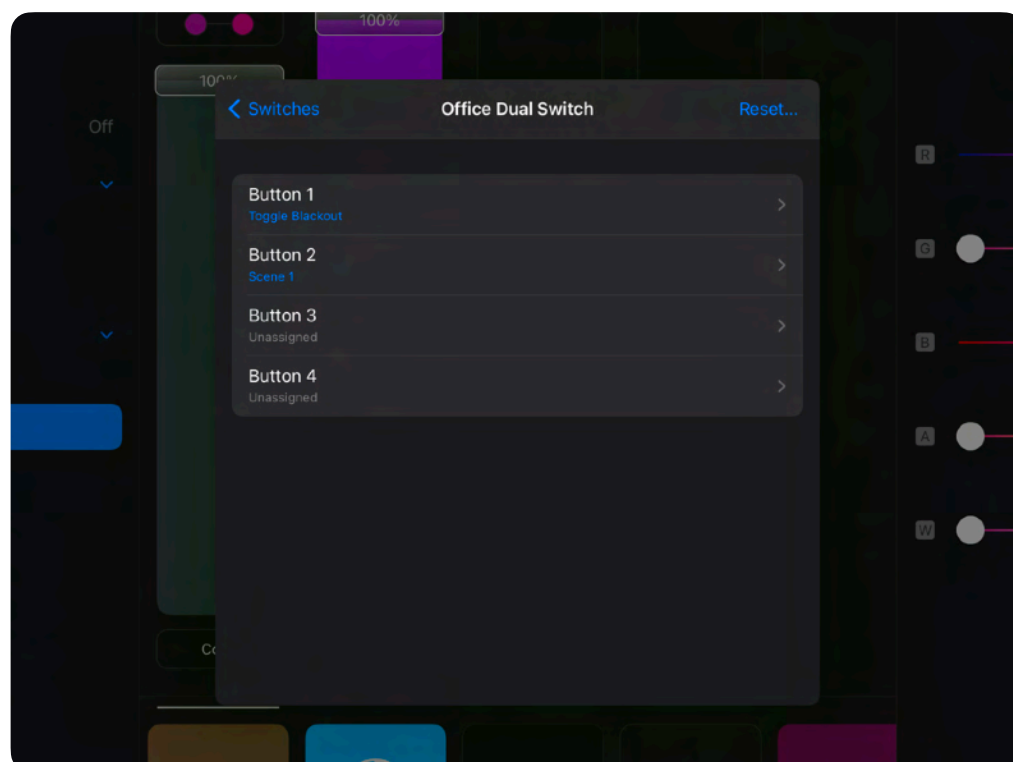 100%
100%
Off
Switches
Office Dual Switch
Reset...
Button 1
Toggle Blackout
Button 2
Scene 1
Button 3
Unassigned
Button 4
Unassigned
R
G
B
A
W